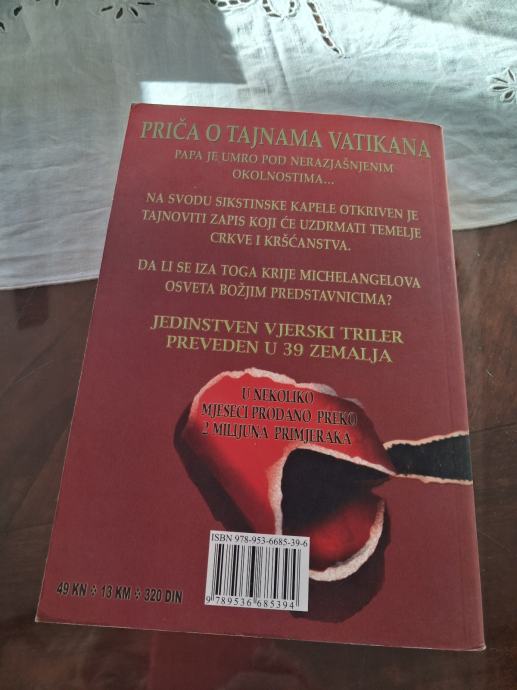 PRIČA O TAJNAMA VATIKANA
PAPA JE UMRO POD NERAZJAŠNJENIM
OKOLNOSTIMA...
NA SVODU SIKSTINSKE KAPELE OTKRIVEN JE
TAJNOVITI ZAPIS KOJI ĆE UZDRMATI TEMELJE
CRKVE I KRŠĆANSTVA.
DA LI SE IZA TOGA KRIJE MICHELANGELOVA
OSVETA BOŽJIM PREDSTAVNICIMA?
JEDINSTVEN VJERSKI TRILER
PREVEDEN U 39 ZEMALJA
U NEKOLIKO
MJESECI PRODANO PREKO
2 MILIJUNA PRIMJERAKA
ISBN 978-953-6685-39-6
9 789536 685394
49 KN * 13 KM * 320 DIN